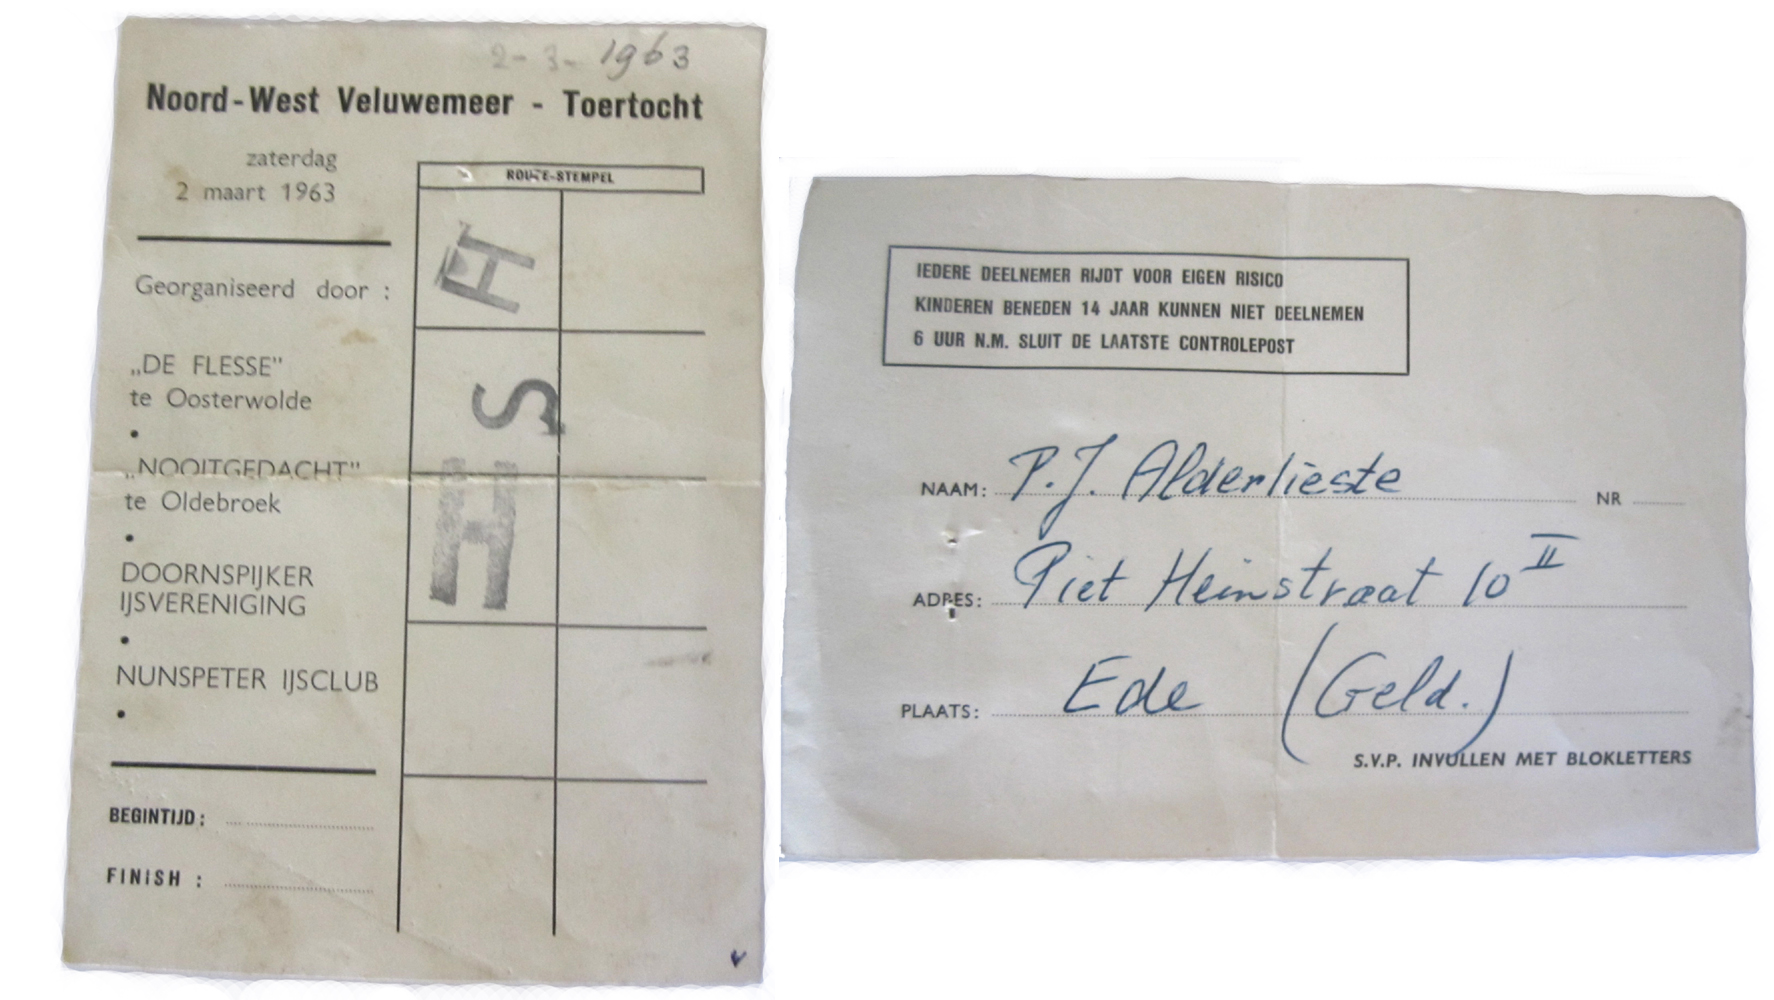 2-3-1963
Noord-West Veluwemeer - Toertocht
zaterdag
2 maart 1963
Georganiseerd door :
„DE FLESSE"
te Oosterwolde
•
„NOOITGEDACHT"
te Oldebroek
•
DOORNSPIJKER
IJSVERENIGING
•
NUNSPETER IJSCLUB
•
BEGINTIJD :
FINISH :
ROUTE-STEMPEL
H
S
H
IEDERE DEELNEMER RIJDT VOOR EIGEN RISICO
KINDEREN BENEDEN 14 JAAR KUNNEN NIET DEELNEMEN
6 UUR N.M. SLUIT DE LAATSTE CONTROLEPOST
NAAM: P.J. Alderlieste NR
ADRES: Piet Heinstraat 10 II
PLAATS: Ede (Geld.)
S.V.P. INVULLEN MET BLOKLETTERS